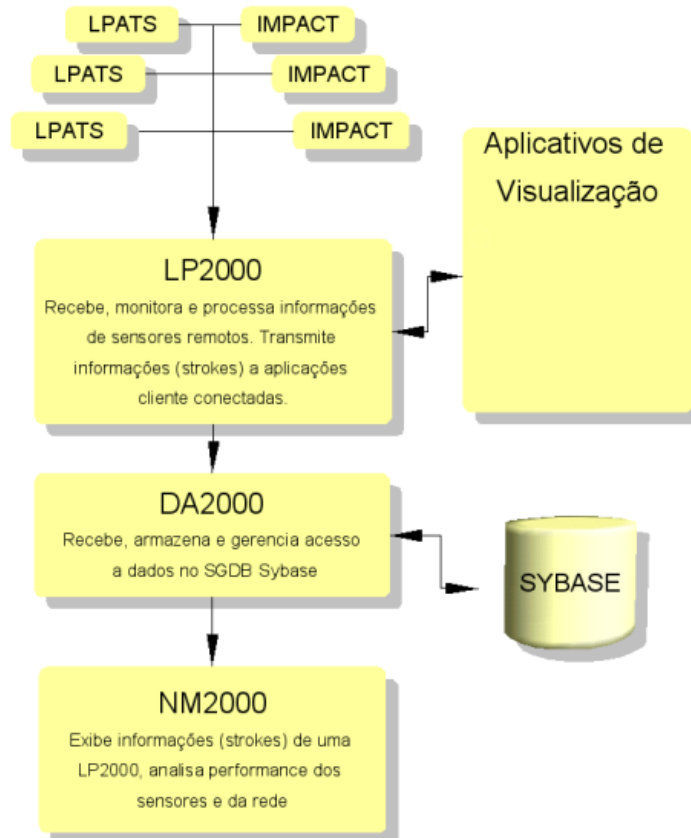 LPATS IMPACT
LPATS IMPACT
LPATS IMPACT
Aplicativos de
Visualização
LP2000
Recebe, monitora e processa informações
de sensores remotos. Transmite
informações (strokes) a aplicações
cliente conectadas.
DA2000
Recebe, armazena e gerencia acesso
a dados no SGDB Sybase
SYBASE
NM2000
Exibe informações (strokes) de uma
LP2000, analisa performance dos
sensores e da rede